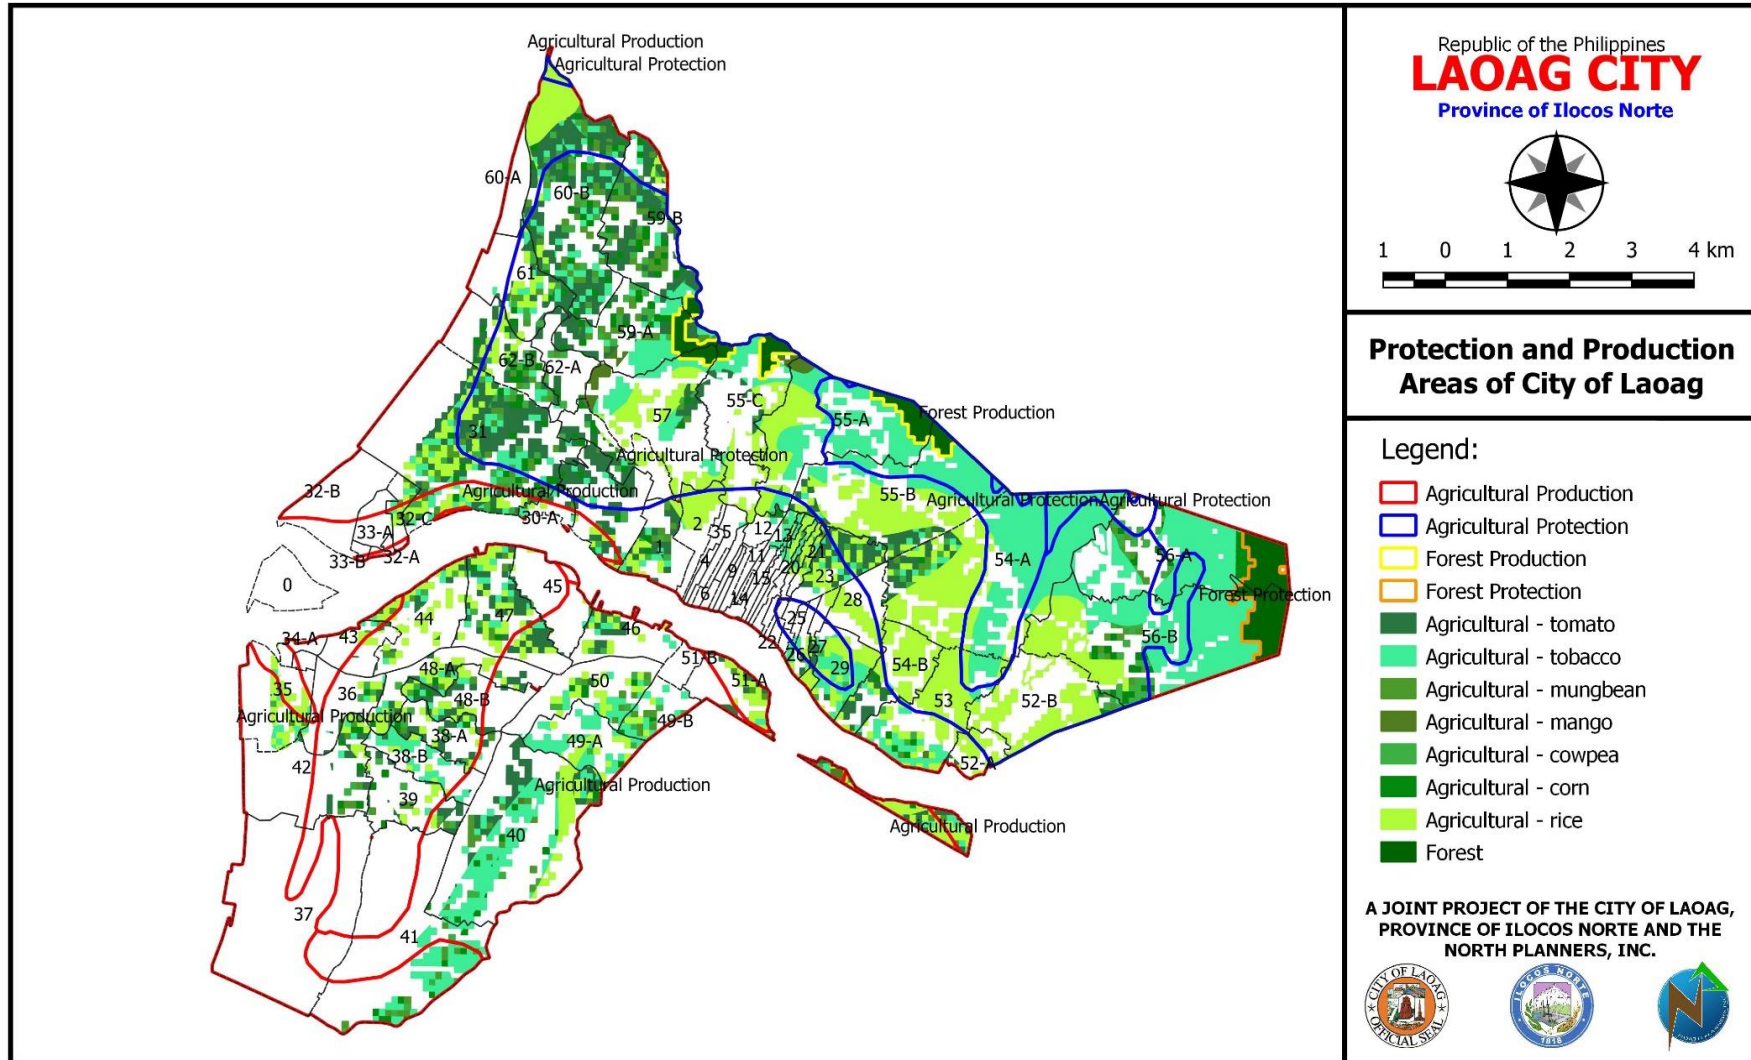 Agricultural Production
Agricultural Protection
60-A
60-B
59-B
61
59-A
62-B
62-A
55-C
57
55-A
Forest Production
31
Agricultural Protection
32-B
Agricultural Production
55-B
Agricultural Protection
Agricultural Protection
33-A
32-C
30-A
2
35
12
13
33-B
32-A
1
4
11
21
54-A
56-A
0
45
9
20
15
23
6
14
28
Forest Protection
34-A
43
44
47
46
25
22
26
27
56-B
51-B
48-A
29
54-B
35
36
50
51-A
48-B
53
52-B
Agricultural Production
49-B
38-A
49-A
38-B
42
52-A
39
Agricultural Production
40
Agricultural Production
37
41
Republic of the Philippines
LAOAG CITY
Province of Ilocos Norte
1 0 1 2 3 4 km
Protection and Production
Areas of City of Laoag
Legend:
Agricultural Production
Agricultural Protection
Forest Production
Forest Protection
Agricultural - tomato
Agricultural - tobacco
Agricultural - mungbean
Agricultural - mango
Agricultural - cowpea
Agricultural - corn
Agricultural - rice
Forest
A JOINT PROJECT OF THE CITY OF LAOAG,
PROVINCE OF ILOCOS NORTE AND THE
NORTH PLANNERS, INC.
CITY OF LAOAG
OFFICIAL SEAL
ILOCOS NORTE
1818